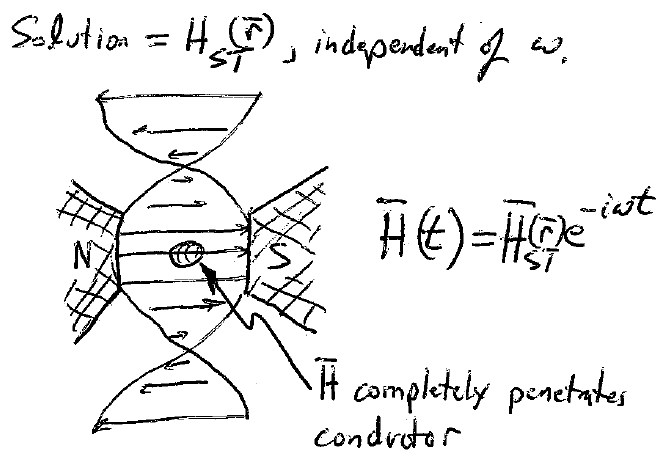 Solution = H_ST(r̄), independent of ω.
N S
H̄(t) = H̄_ST(r̄)e^{-iωt}
H̄ completely penetrates
conductor